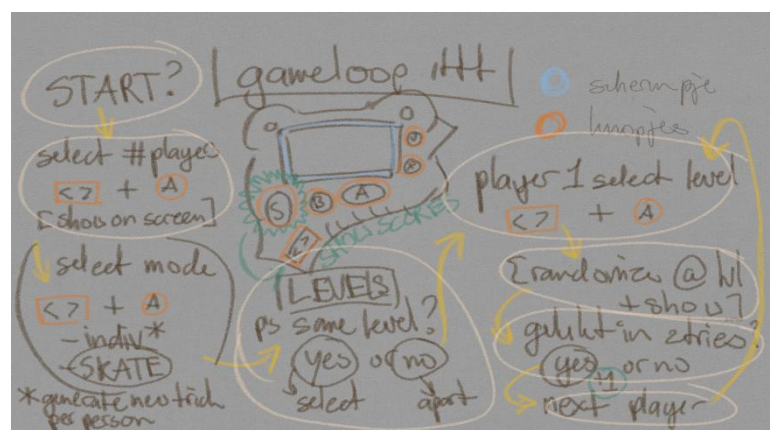 START?
gameloop
schermpje
knopjes
select #players
< > + A
[show on screen]
select mode
< > + A
- indiv*
- SKATE
*generate new trick
per person
S
B
A
SHOW SCORES
LEVELS
ps same level?
yes or no
select apart
player 1 select level
< > + A
[randomize @ lvl
+ show]
gelukt in 2 tries?
yes or no
+1
next player